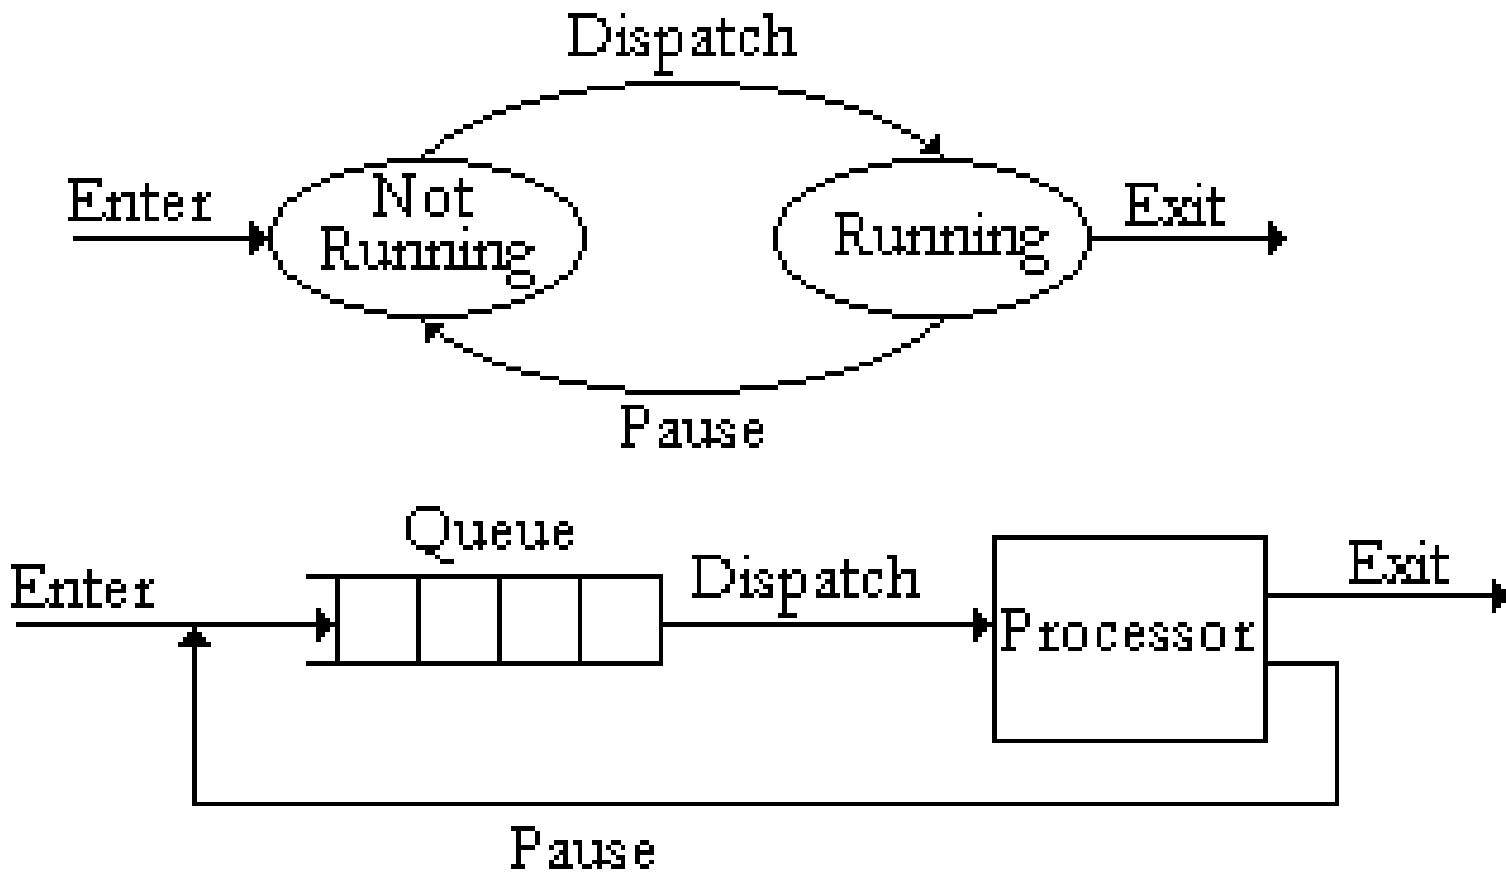 Dispatch
Enter
Not
Running
Running
Exit
Pause
Queue
Enter
Dispatch
Processor
Exit
Pause